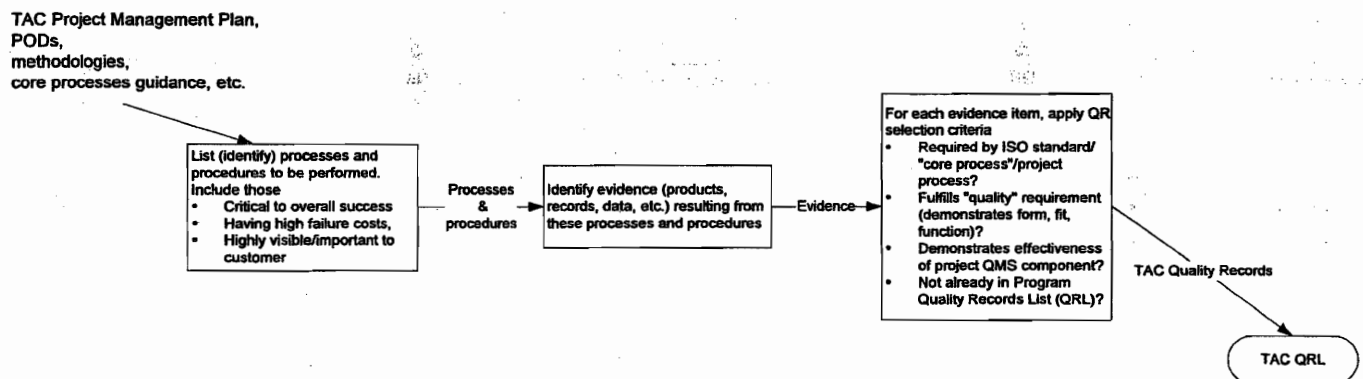 TAC Project Management Plan,
PODs,
methodologies,
core processes guidance, etc.
List (identify) processes and
procedures to be performed.
Include those
• Critical to overall success
• Having high failure costs,
• Highly visible/important to
customer
Processes
&
procedures
Identify evidence (products,
records, data, etc.) resulting from
these processes and procedures
Evidence
For each evidence item, apply QR
selection criteria
• Required by ISO standard/
"core process"/project
process?
• Fulfills "quality" requirement
(demonstrates form, fit,
function)?
• Demonstrates effectiveness
of project QMS component?
• Not already in Program
Quality Records List (QRL)?
TAC Quality Records
TAC QRL